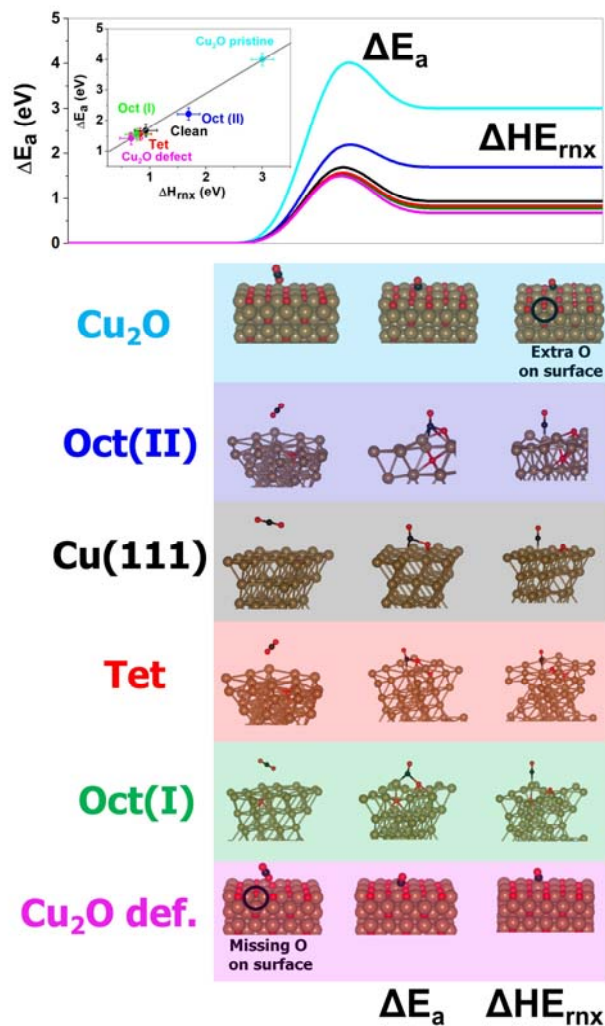 5
4
3
2
1
0
ΔEa (eV)
5
4
3
2
1
ΔEa (eV)
Cu2O pristine
Oct (I)
Oct (II)
Clean
Tet
Cu2O defect
1
2
3
ΔHrnx (eV)
ΔEa
ΔHErnx
Cu2O
Extra O
on surface
Oct(II)
Cu(111)
Tet
Oct(I)
Cu2O def.
Missing O
on surface
ΔEa ΔHErnx